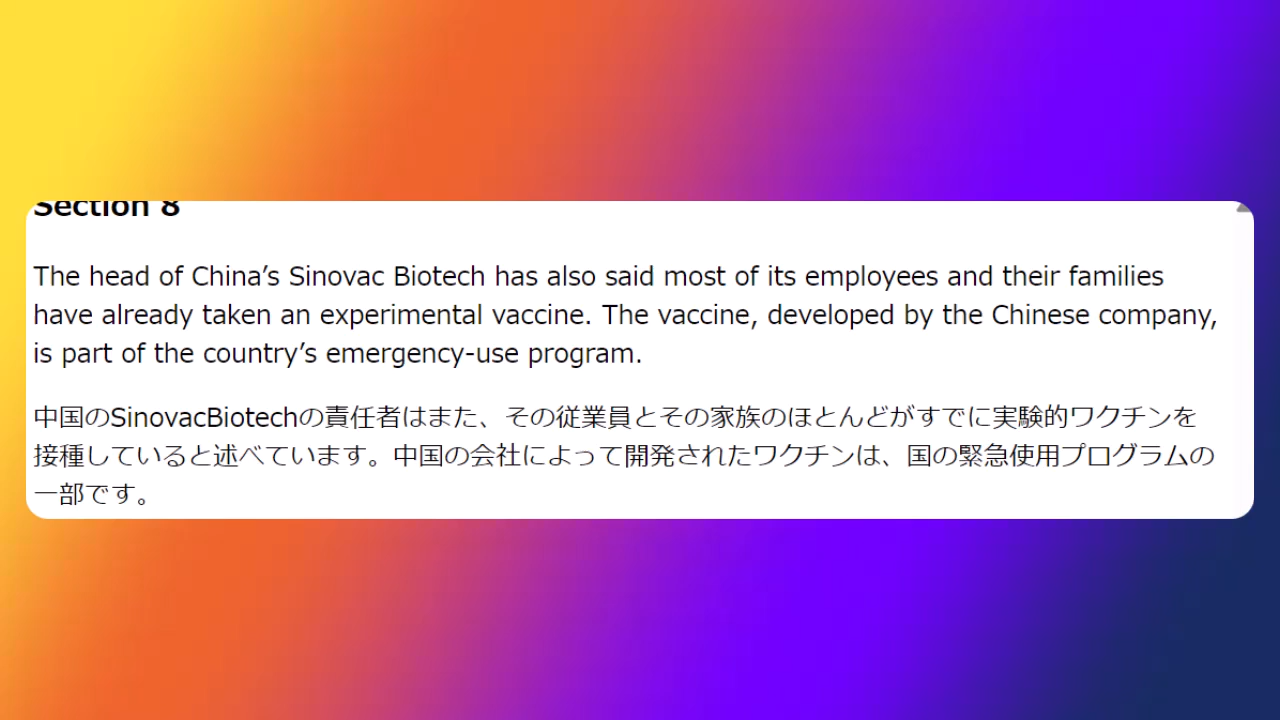 Section 8
The head of China’s Sinovac Biotech has also said most of its employees and their families
have already taken an experimental vaccine. The vaccine, developed by the Chinese company,
is part of the country’s emergency-use program.
中国のSinovacBiotechの責任者はまた、その従業員とその家族のほとんどがすでに実験的ワクチンを
接種していると述べています。中国の会社によって開発されたワクチンは、国の緊急使用プログラムの
一部です。